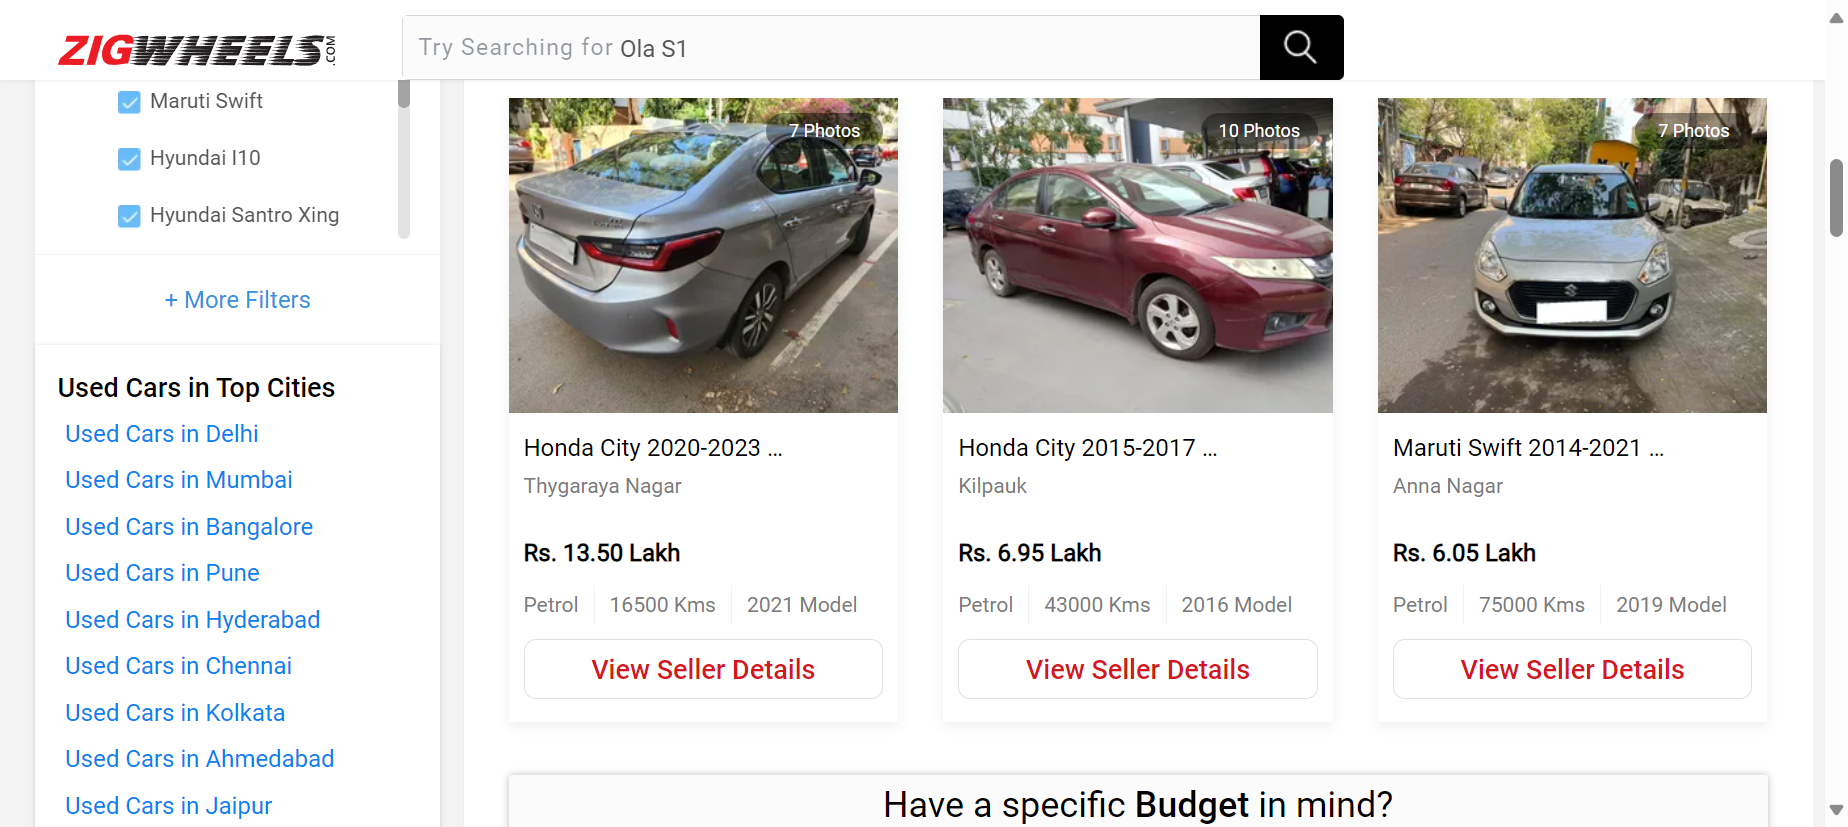 ZIGWHEELS.COM
Try Searching for Ola S1
Maruti Swift
Hyundai I10
Hyundai Santro Xing
+ More Filters
Used Cars in Top Cities
Used Cars in Delhi
Used Cars in Mumbai
Used Cars in Bangalore
Used Cars in Pune
Used Cars in Hyderabad
Used Cars in Chennai
Used Cars in Kolkata
Used Cars in Ahmedabad
Used Cars in Jaipur
7 Photos
Honda City 2020-2023 ...
Thygaraya Nagar
Rs. 13.50 Lakh
Petrol 16500 Kms 2021 Model
View Seller Details
10 Photos
Honda City 2015-2017 ...
Kilpauk
Rs. 6.95 Lakh
Petrol 43000 Kms 2016 Model
View Seller Details
7 Photos
Maruti Swift 2014-2021 ...
Anna Nagar
Rs. 6.05 Lakh
Petrol 75000 Kms 2019 Model
View Seller Details
Have a specific Budget in mind?